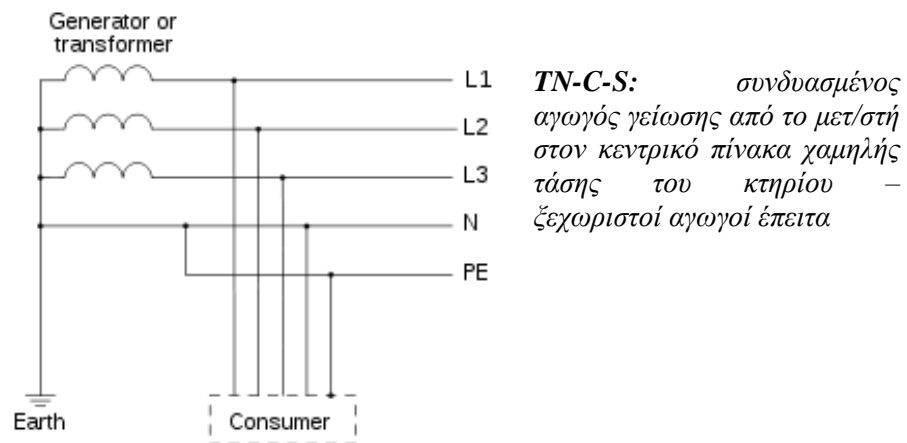 Generator or
transformer
L1
L2
L3
N
PE
Earth
Consumer
TN-C-S: συνδυασμένος
αγωγός γείωσης από το μετ/στή
στον κεντρικό πίνακα χαμηλής
τάσης του κτηρίου –
ξεχωριστοί αγωγοί έπειτα